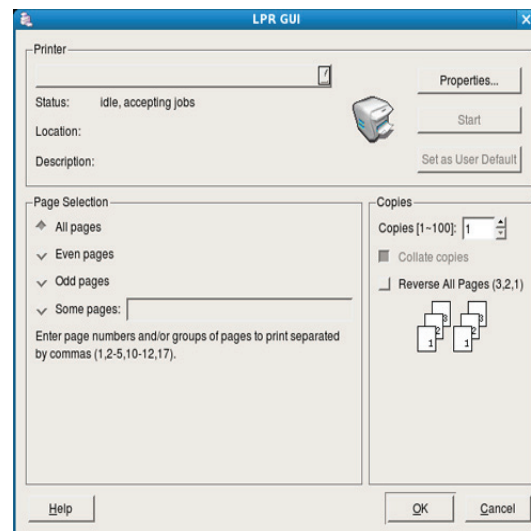 LPR GUI
Printer
Properties...
Status: idle, accepting jobs
Start
Location:
Set as User Default
Description:
Page Selection
All pages
Even pages
Odd pages
Some pages:
Enter page numbers and/or groups of pages to print separated
by commas (1,2-5,10-12,17).
Copies
Copies [1~100]: 1
Collate copies
Reverse All Pages (3,2,1)
3 3
2 2
1 1
Help
OK
Cancel